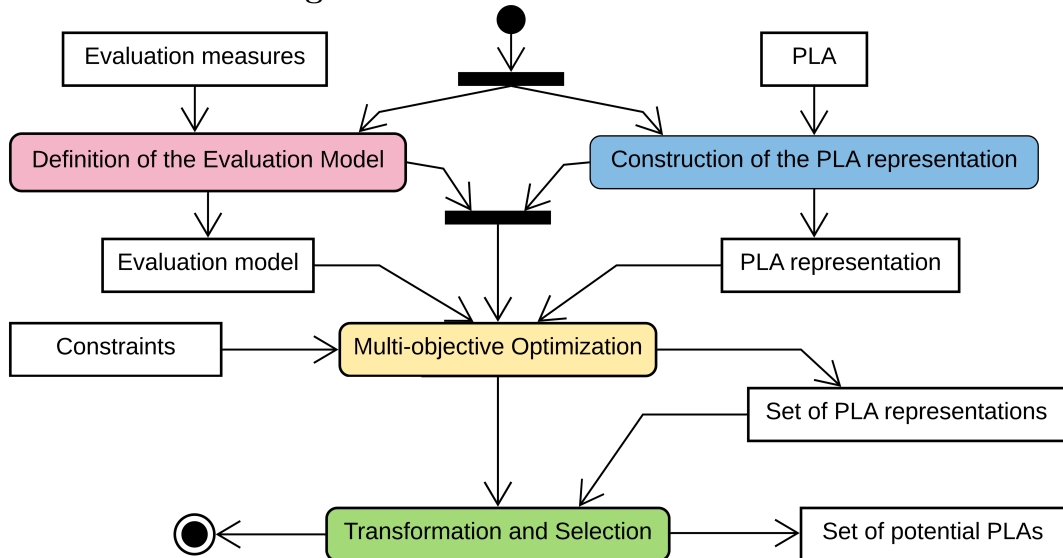 Evaluation measures
PLA
Definition of the Evaluation Model
Construction of the PLA representation
Evaluation model
PLA representation
Constraints
Multi-objective Optimization
Set of PLA representations
Transformation and Selection
Set of potential PLAs